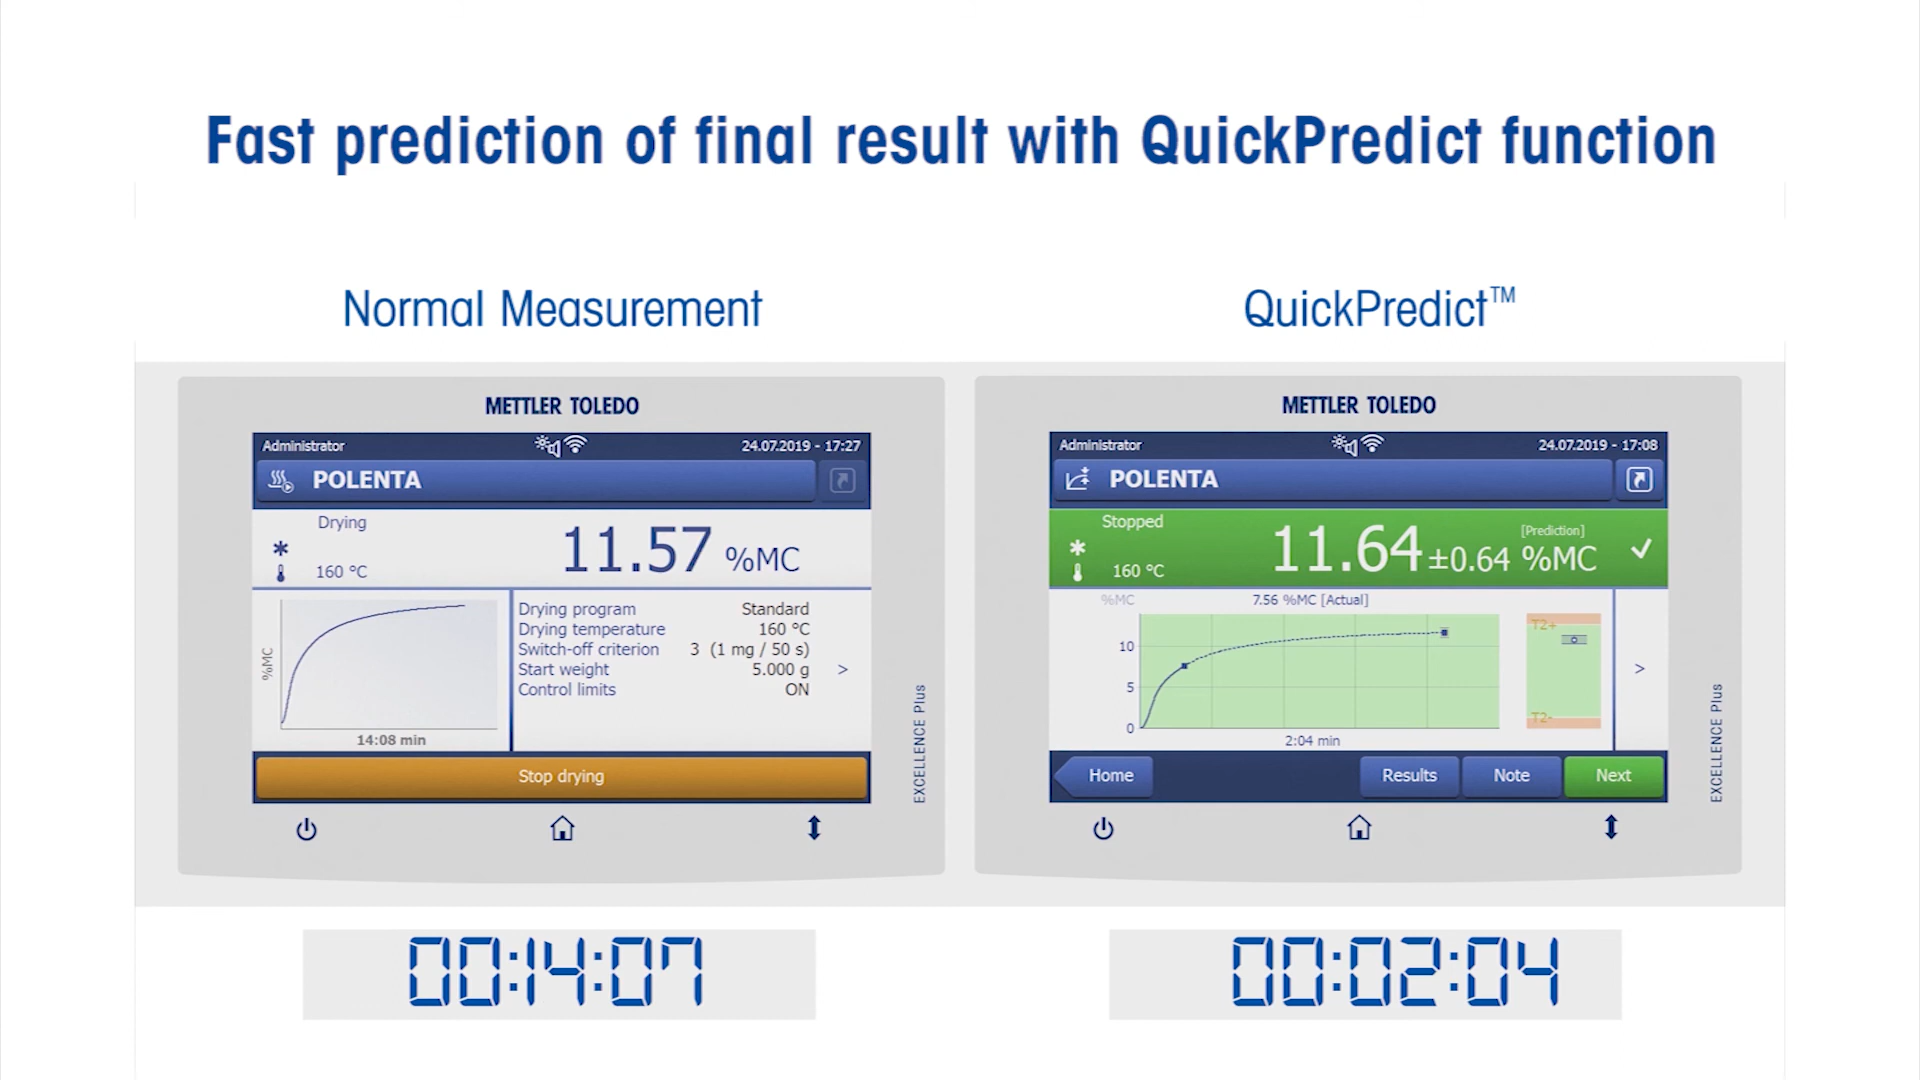 Fast prediction of final result with QuickPredict function
Normal Measurement
METTLER TOLEDO
Administrator 24.07.2019 - 17:27
POLENTA
Drying
11.57 %MC
160 °C
%MC
14:08 min
Drying program Standard
Drying temperature 160 °C
Switch-off criterion 3 (1 mg / 50 s)
Start weight 5.000 g
Control limits ON
>
Stop drying
EXCELLENCE Plus
00:14:07
QuickPredict™
METTLER TOLEDO
Administrator 24.07.2019 - 17:08
POLENTA
Stopped
[Prediction]
11.64 ±0.64 %MC
160 °C
%MC 7.56 %MC [Actual]
10
5
0
2:04 min
T2+
T2-
>
Home Results Note Next
EXCELLENCE Plus
00:02:04